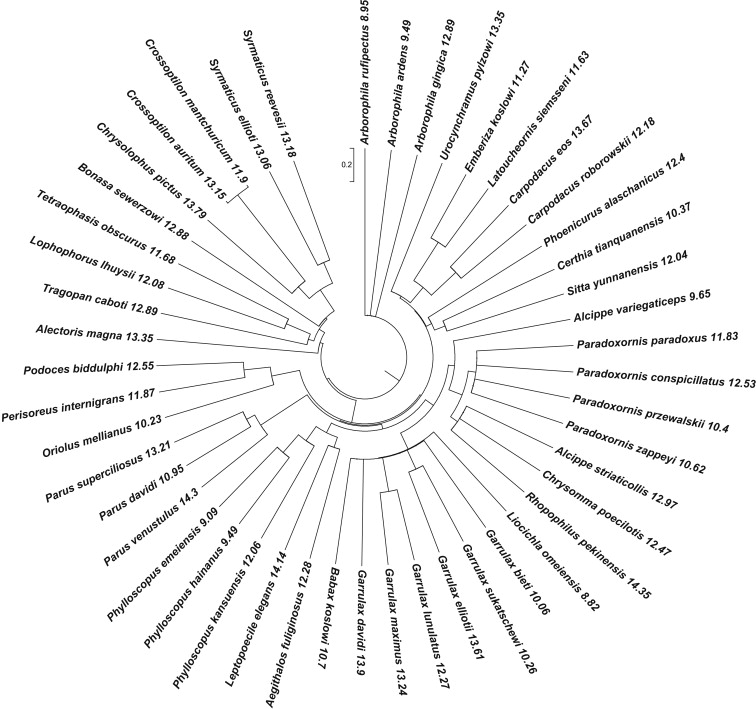 Arborophila rufipectus 8.95
Arborophila ardens 9.49
Arborophila gingica 12.89
Urocynchramus pylzowi 13.35
Emberiza koslowi 11.27
Latoucheornis siemsseni 11.63
Carpodacus eos 13.67
Carpodacus roborowskii 12.18
Phoenicurus alaschanicus 12.4
Certhia tianquanensis 10.37
Sitta yunnanensis 12.04
Alcippe variegaticeps 9.65
Paradoxornis paradoxus 11.83
Paradoxornis conspicillatus 12.53
Paradoxornis przewalskii 10.4
Paradoxornis zappeyi 10.62
Alcippe striaticollis 12.97
Chrysomma poecilotis 12.47
Rhopophilus pekinensis 14.35
Liocichla omeiensis 8.82
Garrulax bieti 10.06
Garrulax sukatschewi 10.26
Garrulax elliotii 13.61
Garrulax lunulatus 12.27
Garrulax maximus 13.24
Garrulax davidi 13.9
Babax koslowi 10.7
Aegithalos fuliginosus 12.28
Leptopoecile elegans 14.14
Phylloscopus kansuensis 12.06
Phylloscopus hainanus 9.49
Phylloscopus emeiensis 9.09
Parus venustulus 14.3
Parus davidi 10.95
Parus superciliosus 13.21
Oriolus mellianus 10.23
Perisoreus internigrans 11.87
Podoces biddulphi 12.55
Alectoris magna 13.35
Tragopan caboti 12.89
Lophophorus lhuysii 12.08
Tetraophasis obscurus 11.68
Bonasa sewerzowi 12.88
Chrysolophus pictus 13.79
Crossoptilon auritum 13.15
Crossoptilon mantchuricum 11.9
Syrmaticus ellioti 13.06
Syrmaticus reevesii 13.18
0.2